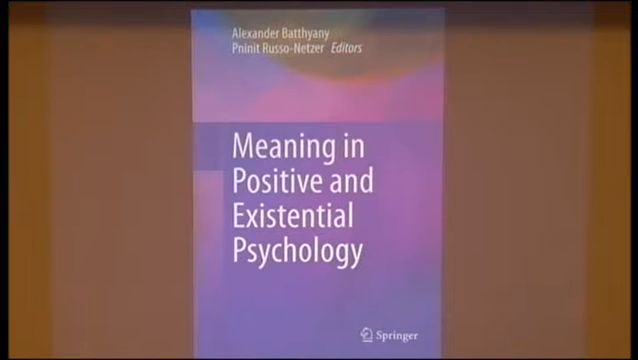 Alexander Batthyany
Pninit Russo-Netzer Editors
Meaning in
Positive and
Existential
Psychology
Springer